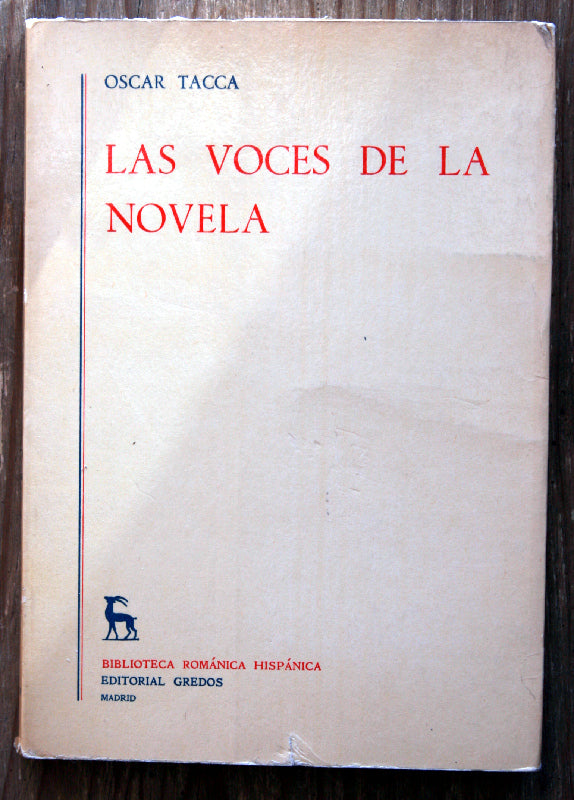 OSCAR TACCA
LAS VOCES DE LA
NOVELA
BIBLIOTECA ROMÁNICA HISPÁNICA
EDITORIAL GREDOS
MADRID